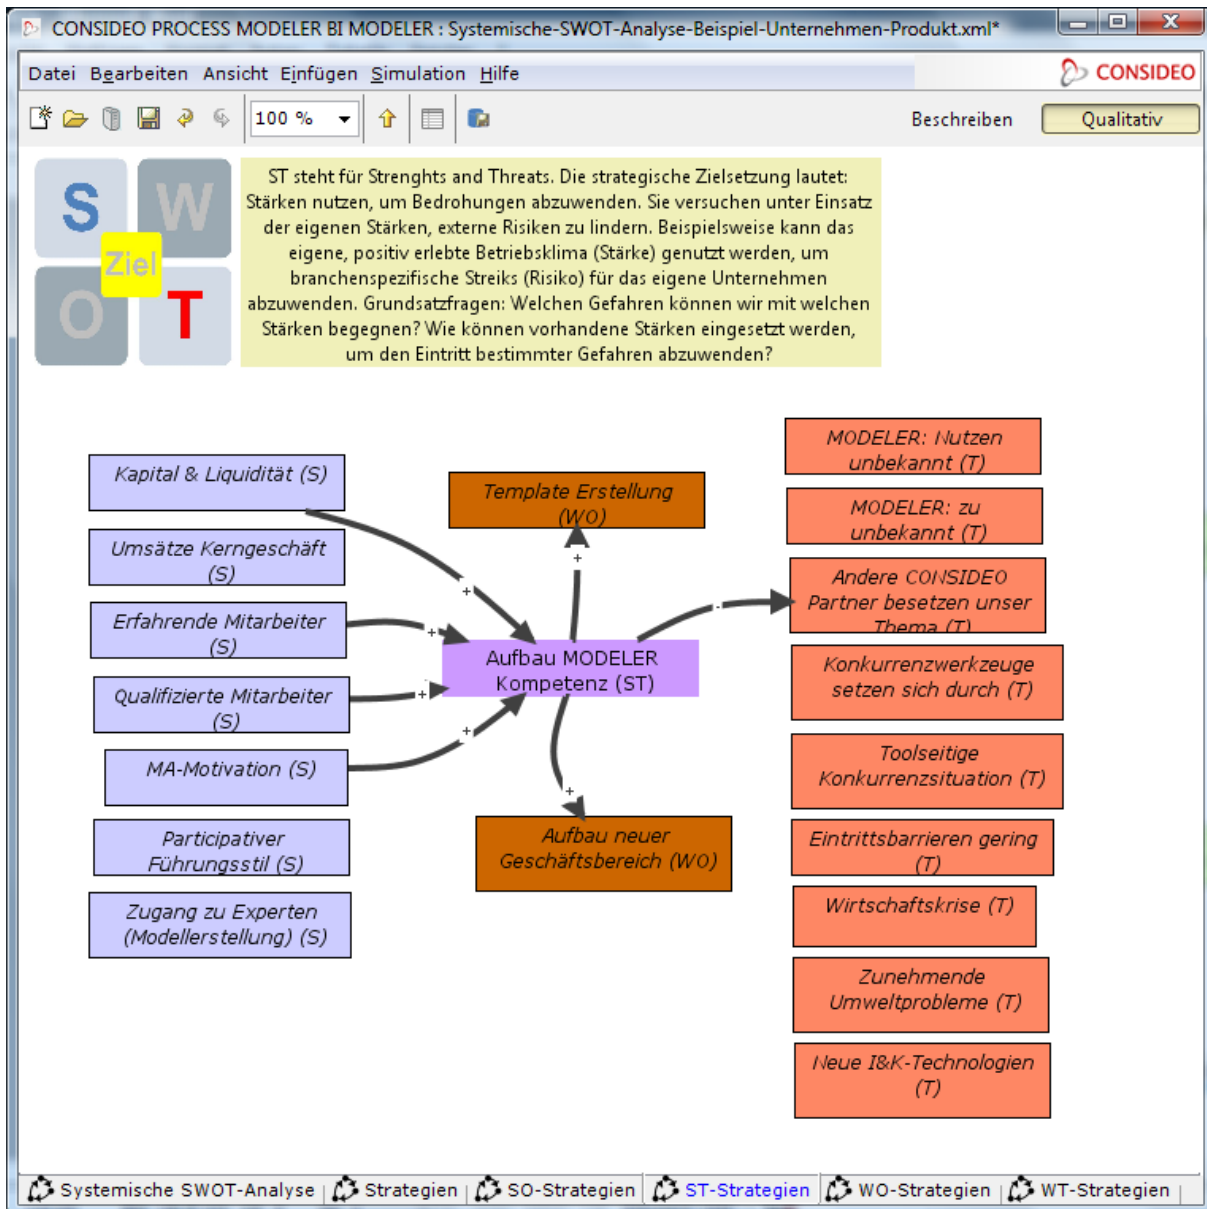 CONSIDEO PROCESS MODELER BI MODELER : Systemische-SWOT-Analyse-Beispiel-Unternehmen-Produkt.xml*
Datei Bearbeiten Ansicht Einfügen Simulation Hilfe
CONSIDEO
100 %
Beschreiben
Qualitativ
S W
Ziel
O T
ST steht für Strenghts and Threats. Die strategische Zielsetzung lautet:
Stärken nutzen, um Bedrohungen abzuwenden. Sie versuchen unter Einsatz
der eigenen Stärken, externe Risiken zu lindern. Beispielsweise kann das
eigene, positiv erlebte Betriebsklima (Stärke) genutzt werden, um
branchenspezifische Streiks (Risiko) für das eigene Unternehmen
abzuwenden. Grundsatzfragen: Welchen Gefahren können wir mit welchen
Stärken begegnen? Wie können vorhandene Stärken eingesetzt werden,
um den Eintritt bestimmter Gefahren abzuwenden?
Kapital & Liquidität (S)
Umsätze Kerngeschäft
(S)
Erfahrende Mitarbeiter
(S)
Qualifizierte Mitarbeiter
(S)
MA-Motivation (S)
Participativer
Führungsstil (S)
Zugang zu Experten
(Modellerstellung) (S)
Template Erstellung
(WO)
+
+
+
+
+
-
+
Aufbau MODELER
Kompetenz (ST)
Aufbau neuer
Geschäftsbereich (WO)
MODELER: Nutzen
unbekannt (T)
MODELER: zu
unbekannt (T)
Andere CONSIDEO
Partner besetzen unser
Thema (T)
Konkurrenzwerkzeuge
setzen sich durch (T)
Toolseitige
Konkurrenzsituation (T)
Eintrittsbarrieren gering
(T)
Wirtschaftskrise (T)
Zunehmende
Umweltprobleme (T)
Neue I&K-Technologien
(T)
Systemische SWOT-Analyse Strategien SO-Strategien ST-Strategien WO-Strategien WT-Strategien